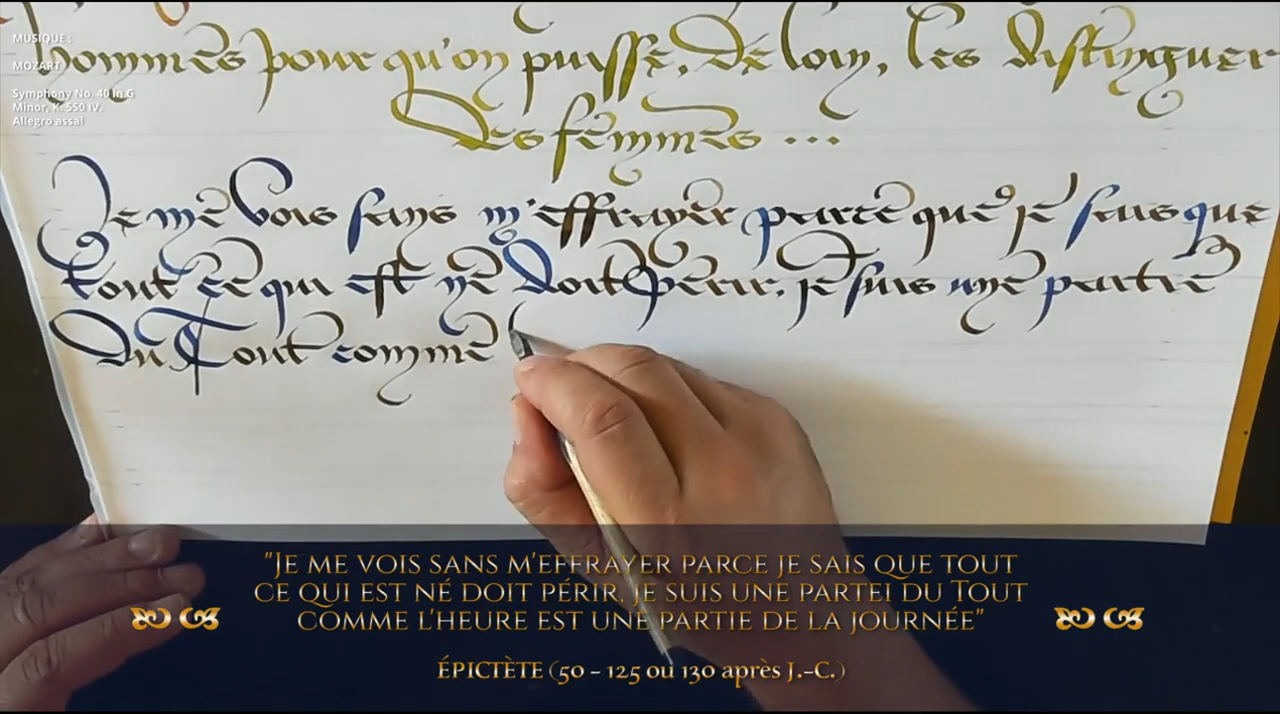 MUSIQUE :
MOZART
Symphony No. 40 in G
Minor, K. 550 IV.
Allegro assai
hommes pour qu'on puisse, De loin, les distinguer
Des femmes ...
Je me Vois sans m'effrayer parce que je sais que
tout ce qui est né Doit Périr, je suis une partie
Du Tout comme
"JE ME VOIS SANS M'EFFRAYER PARCE JE SAIS QUE TOUT
CE QUI EST NÉ DOIT PÉRIR, JE SUIS UNE PARTEI DU TOUT
COMME L'HEURE EST UNE PARTIE DE LA JOURNÉE"
ÉPICTÈTE (50 - 125 ou 130 après J.-C.)